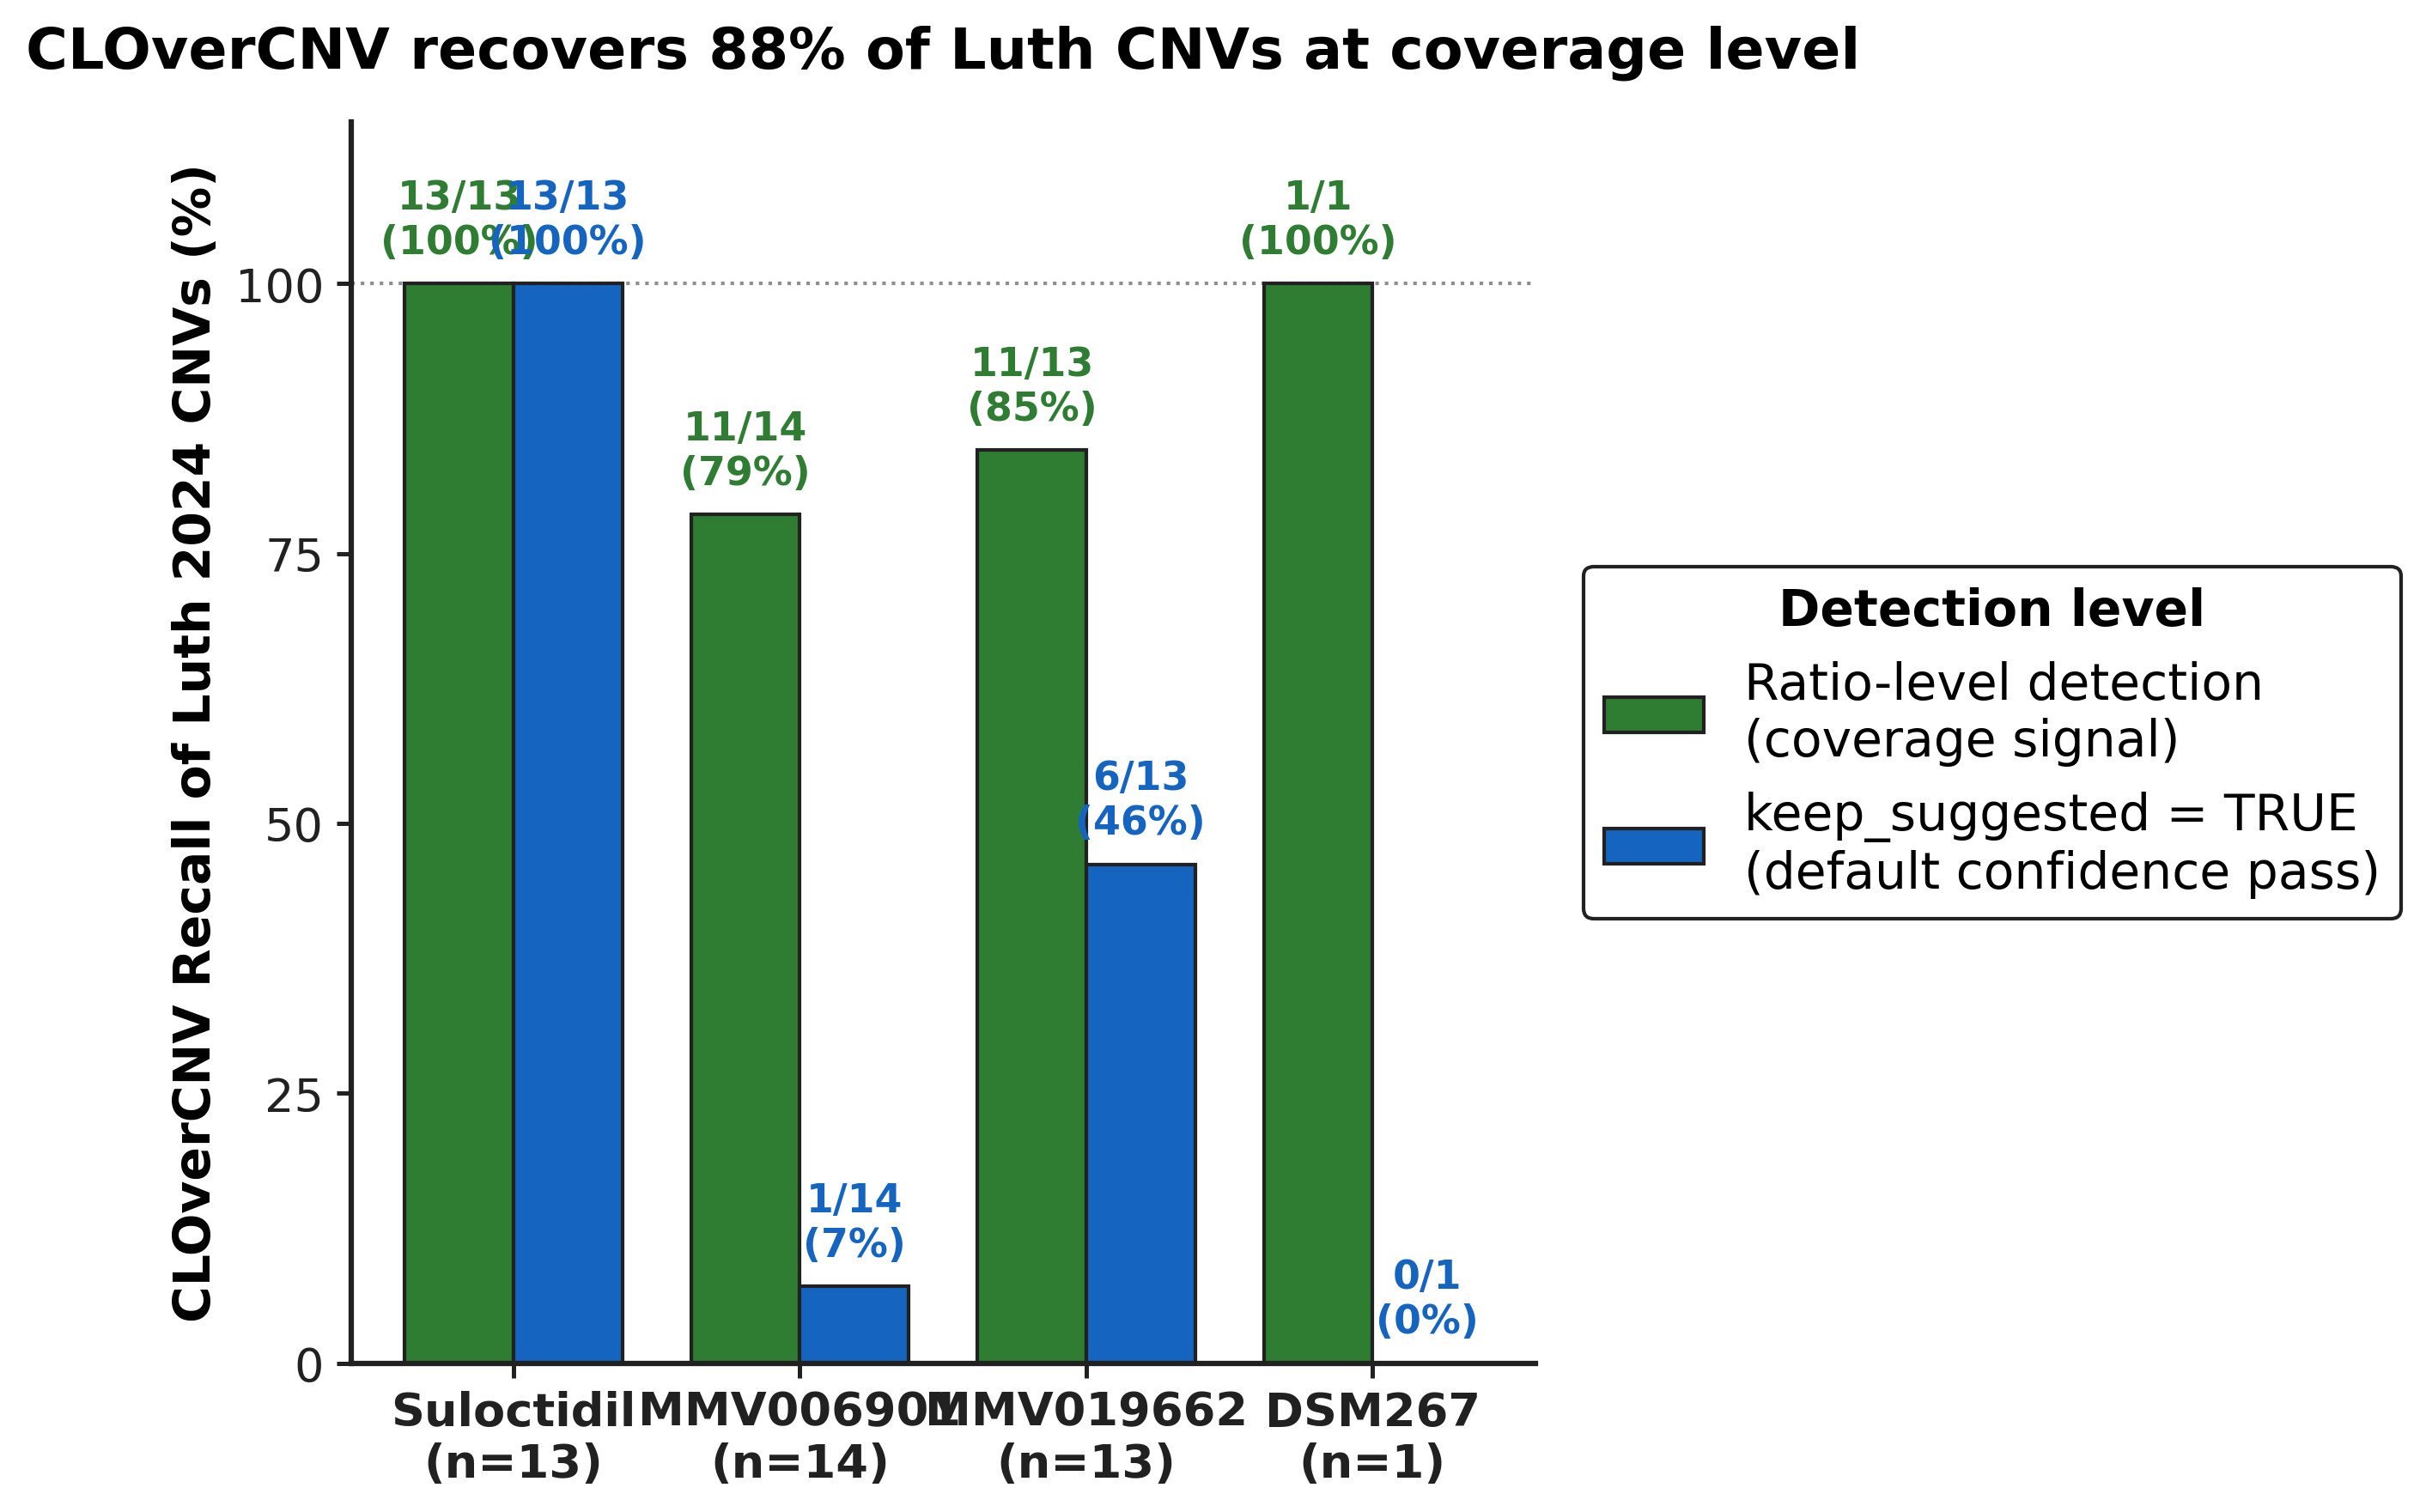 CLOverCNV recovers 88% of Luth CNVs at coverage level
CLOverCNV Recall of Luth 2024 CNVs (%)
100
75
50
25
0
13/13
(100%)
13/13
(100%)
11/14
(79%)
1/14
(7%)
11/13
(85%)
6/13
(46%)
1/1
(100%)
0/1
(0%)
Suloctidil
(n=13)
MMV006901
(n=14)
MMV019662
(n=13)
DSM267
(n=1)
Detection level
Ratio-level detection
(coverage signal)
keep_suggested = TRUE
(default confidence pass)